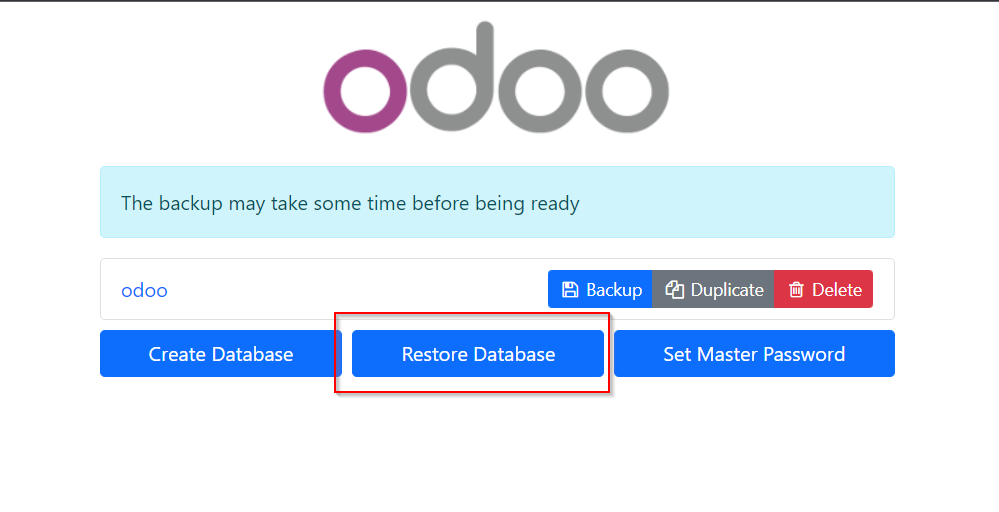 odoo
The backup may take some time before being ready
odoo Backup Duplicate Delete
Create Database Restore Database Set Master Password